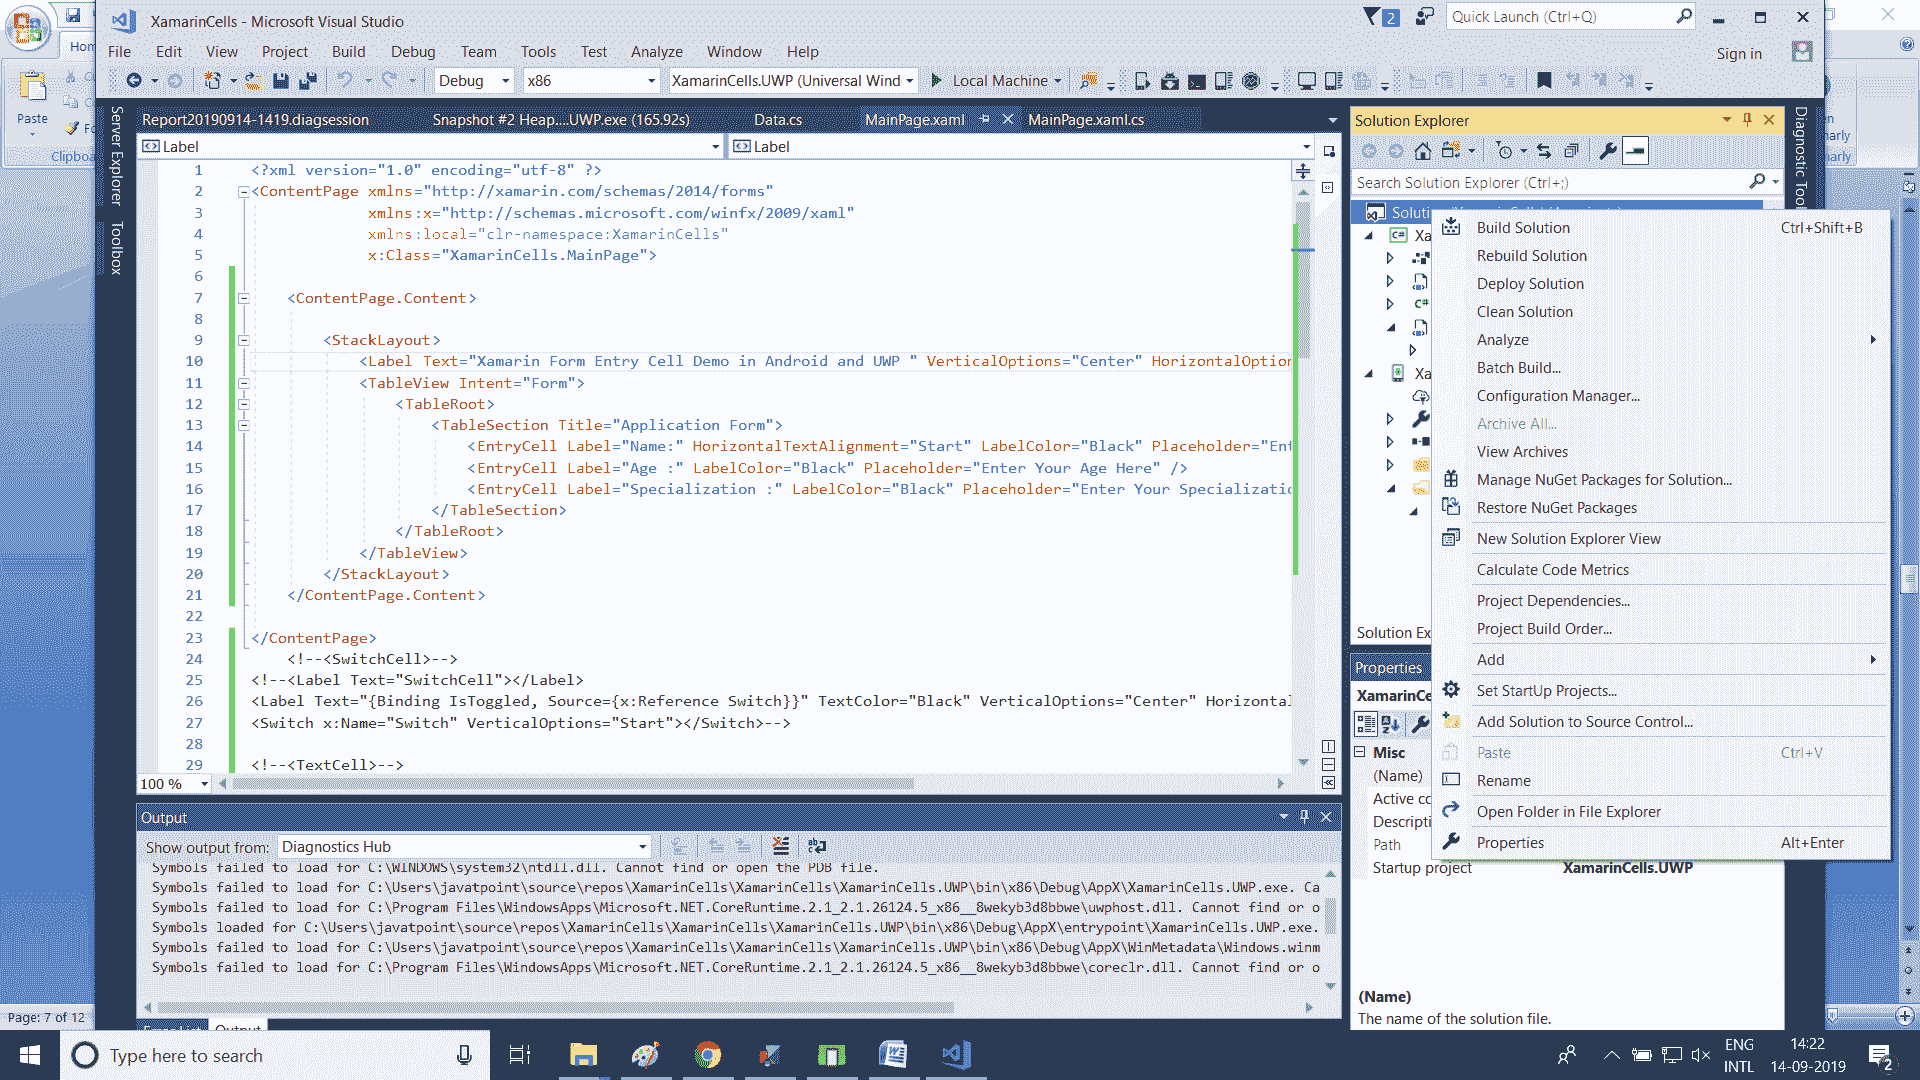 XamarinCells - Microsoft Visual Studio
2
Quick Launch (Ctrl+Q)
File Edit View Project Build Debug Team Tools Test Analyze Window Help
Sign in
Debug x86 XamarinCells.UWP (Universal Wind Local Machine
Paste
Clipboa
Server Explorer
Toolbox
Report20190914-1419.diagsession Snapshot #2 Heap....UWP.exe (165.92s) Data.cs MainPage.xaml MainPage.xaml.cs
Label Label
1 <?xml version="1.0" encoding="utf-8" ?>
2 <ContentPage xmlns="http://xamarin.com/schemas/2014/forms"
3 xmlns:x="http://schemas.microsoft.com/winfx/2009/xaml"
4 xmlns:local="clr-namespace:XamarinCells"
5 x:Class="XamarinCells.MainPage">
6
7 <ContentPage.Content>
8
9 <StackLayout>
10 <Label Text="Xamarin Form Entry Cell Demo in Android and UWP " VerticalOptions="Center" HorizontalOption
11 <TableView Intent="Form">
12 <TableRoot>
13 <TableSection Title="Application Form">
14 <EntryCell Label="Name:" HorizontalTextAlignment="Start" LabelColor="Black" Placeholder="Ent
15 <EntryCell Label="Age :" LabelColor="Black" Placeholder="Enter Your Age Here" />
16 <EntryCell Label="Specialization :" LabelColor="Black" Placeholder="Enter Your Specializatio
17 </TableSection>
18 </TableRoot>
19 </TableView>
20 </StackLayout>
21 </ContentPage.Content>
22
23 </ContentPage>
24 <!--<SwitchCell>-->
25 <!--<Label Text="SwitchCell"></Label>
26 <Label Text="{Binding IsToggled, Source={x:Reference Switch}}" TextColor="Black" VerticalOptions="Center" Horizontal
27 <Switch x:Name="Switch" VerticalOptions="Start"></Switch>-->
28
29 <!--<TextCell>-->
100 %
Output
Show output from: Diagnostics Hub
Symbols failed to load for C:\WINDOWS\system32\ntdll.dll. Cannot find or open the PDB file.
Symbols failed to load for C:\Users\javatpoint\source\repos\XamarinCells\XamarinCells\XamarinCells.UWP\bin\x86\Debug\AppX\XamarinCells.UWP.exe. Ca
Symbols failed to load for C:\Program Files\WindowsApps\Microsoft.NET.CoreRuntime.2.1_2.1.26124.5_x86__8wekyb3d8bbwe\uwphost.dll. Cannot find or o
Symbols loaded for C:\Users\javatpoint\source\repos\XamarinCells\XamarinCells\XamarinCells.UWP\bin\x86\Debug\AppX\entrypoint\XamarinCells.UWP.exe.
Symbols failed to load for C:\Users\javatpoint\source\repos\XamarinCells\XamarinCells\XamarinCells.UWP\bin\x86\Debug\AppX\WinMetadata\Windows.winm
Symbols failed to load for C:\Program Files\WindowsApps\Microsoft.NET.CoreRuntime.2.1_2.1.26124.5_x86__8wekyb3d8bbwe\coreclr.dll. Cannot find or o
Output
Solution Explorer
Search Solution Explorer (Ctrl+;)
Diagnostic Tool
Xa
Xa
Build Solution Ctrl+Shift+B
Rebuild Solution
Deploy Solution
Clean Solution
Analyze
Batch Build...
Configuration Manager...
Archive All...
View Archives
Manage NuGet Packages for Solution...
Restore NuGet Packages
New Solution Explorer View
Calculate Code Metrics
Project Dependencies...
Project Build Order...
Add
Set StartUp Projects...
Add Solution to Source Control...
Paste Ctrl+V
Rename
Open Folder in File Explorer
Properties Alt+Enter
Solution Ex
Properties
XamarinCe
Misc
(Name)
Active co
Descripti
Path
Startup project XamarinCells.UWP
(Name)
The name of the solution file.
Page: 7 of 12
Type here to search
ENG
INTL
14:22
14-09-2019
2